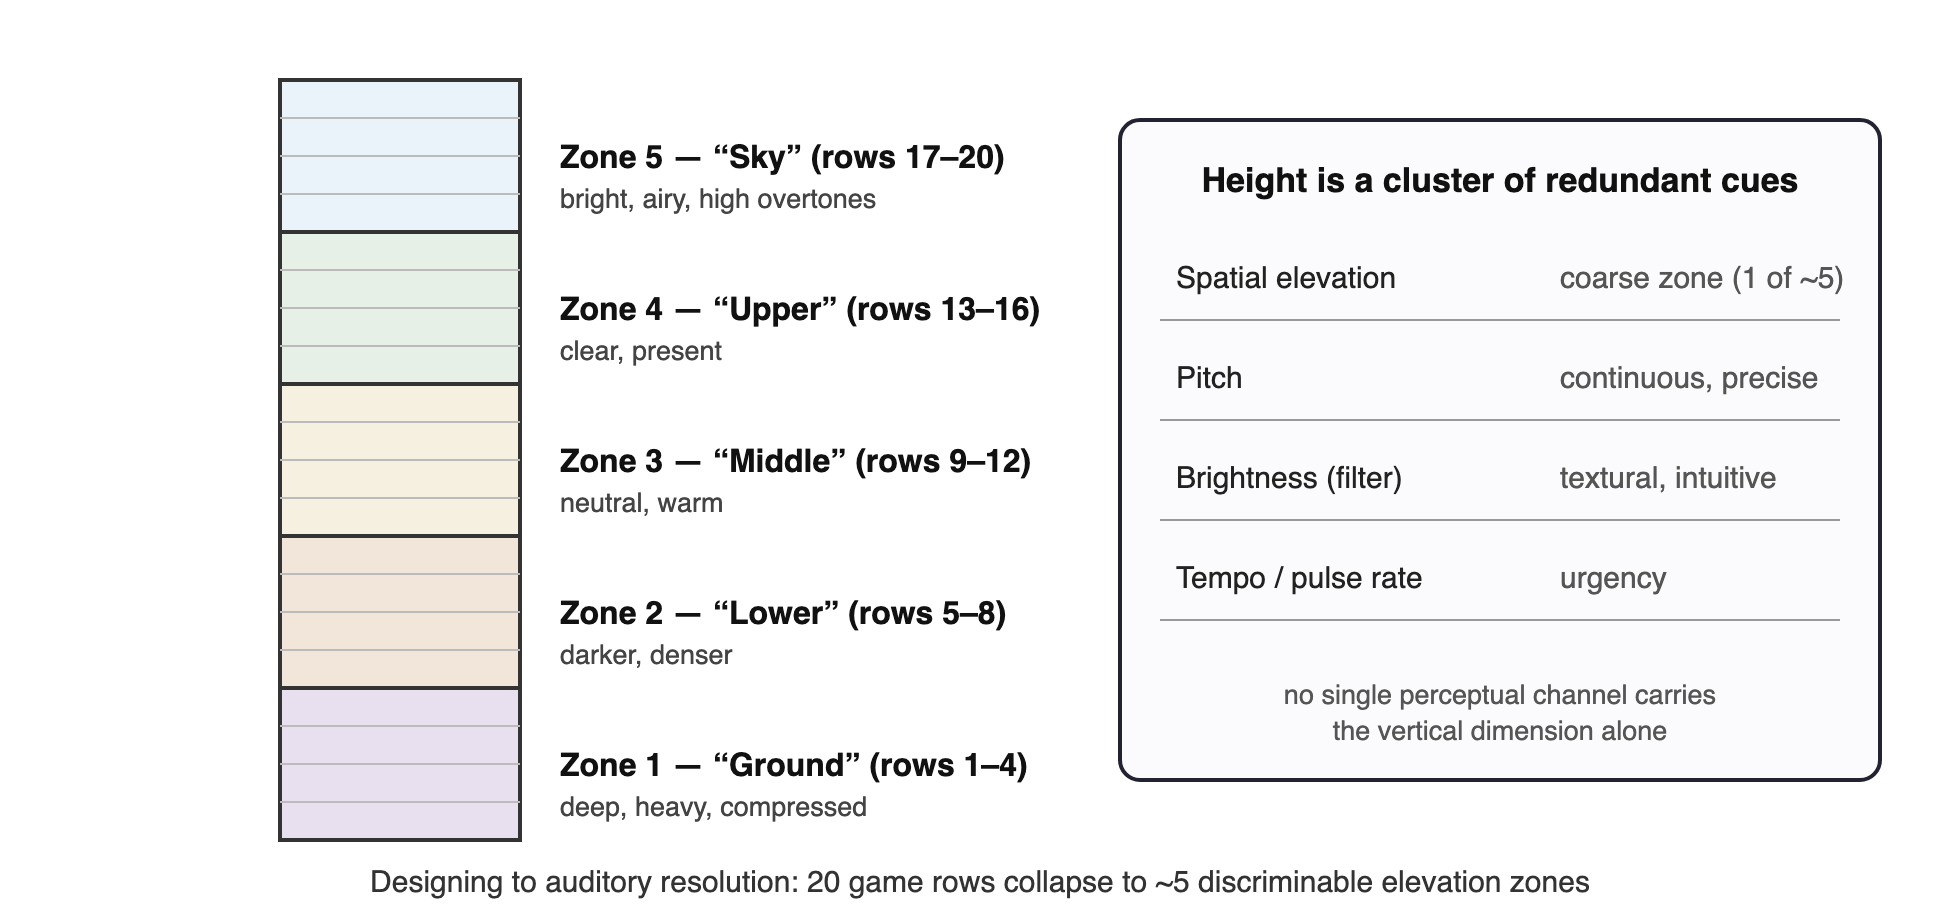 Zone 5 — “Sky” (rows 17–20)
bright, airy, high overtones
Zone 4 — “Upper” (rows 13–16)
clear, present
Zone 3 — “Middle” (rows 9–12)
neutral, warm
Zone 2 — “Lower” (rows 5–8)
darker, denser
Zone 1 — “Ground” (rows 1–4)
deep, heavy, compressed
Height is a cluster of redundant cues
Spatial elevation coarse zone (1 of ~5)
Pitch continuous, precise
Brightness (filter) textural, intuitive
Tempo / pulse rate urgency
no single perceptual channel carries
the vertical dimension alone
Designing to auditory resolution: 20 game rows collapse to ~5 discriminable elevation zones